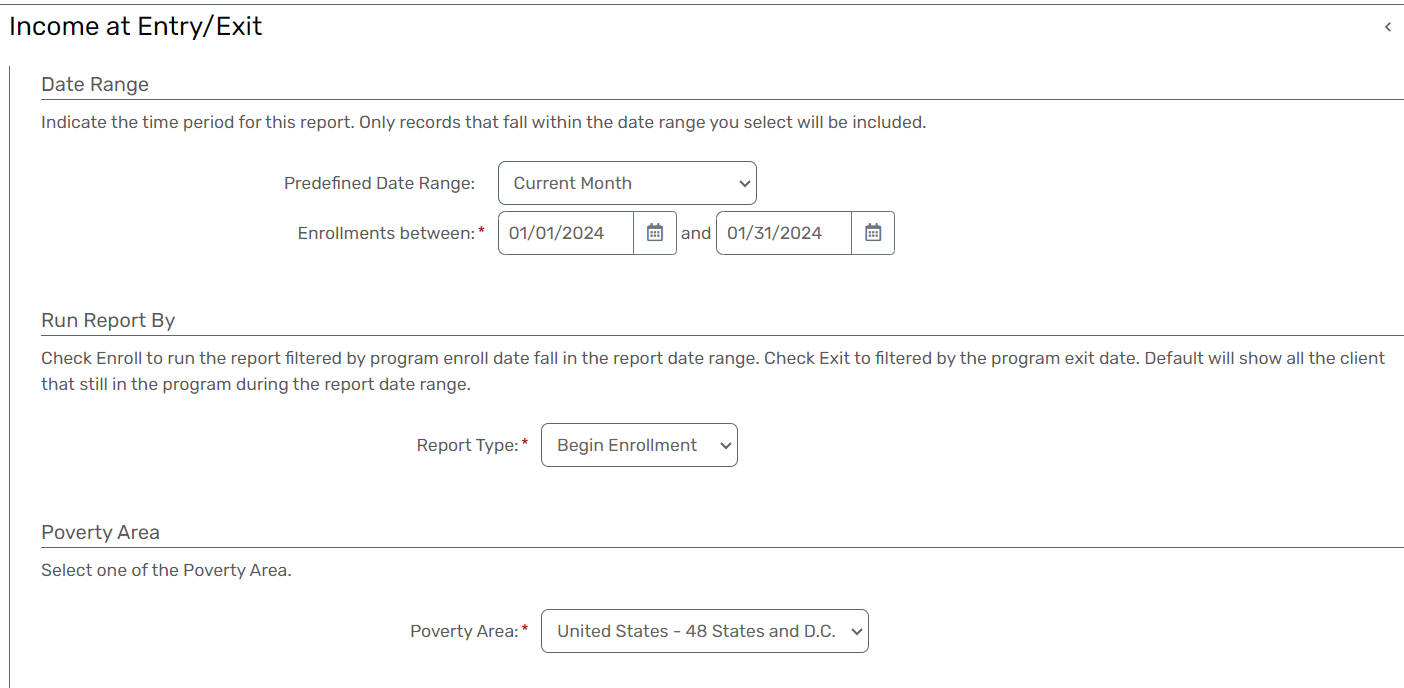 Income at Entry/Exit
Date Range
Indicate the time period for this report. Only records that fall within the date range you select will be included.
Predefined Date Range: Current Month
Enrollments between:* 01/01/2024 and 01/31/2024
Run Report By
Check Enroll to run the report filtered by program enroll date fall in the report date range. Check Exit to filtered by the program exit date. Default will show all the client
that still in the program during the report date range.
Report Type:* Begin Enrollment
Poverty Area
Select one of the Poverty Area.
Poverty Area:* United States - 48 States and D.C.